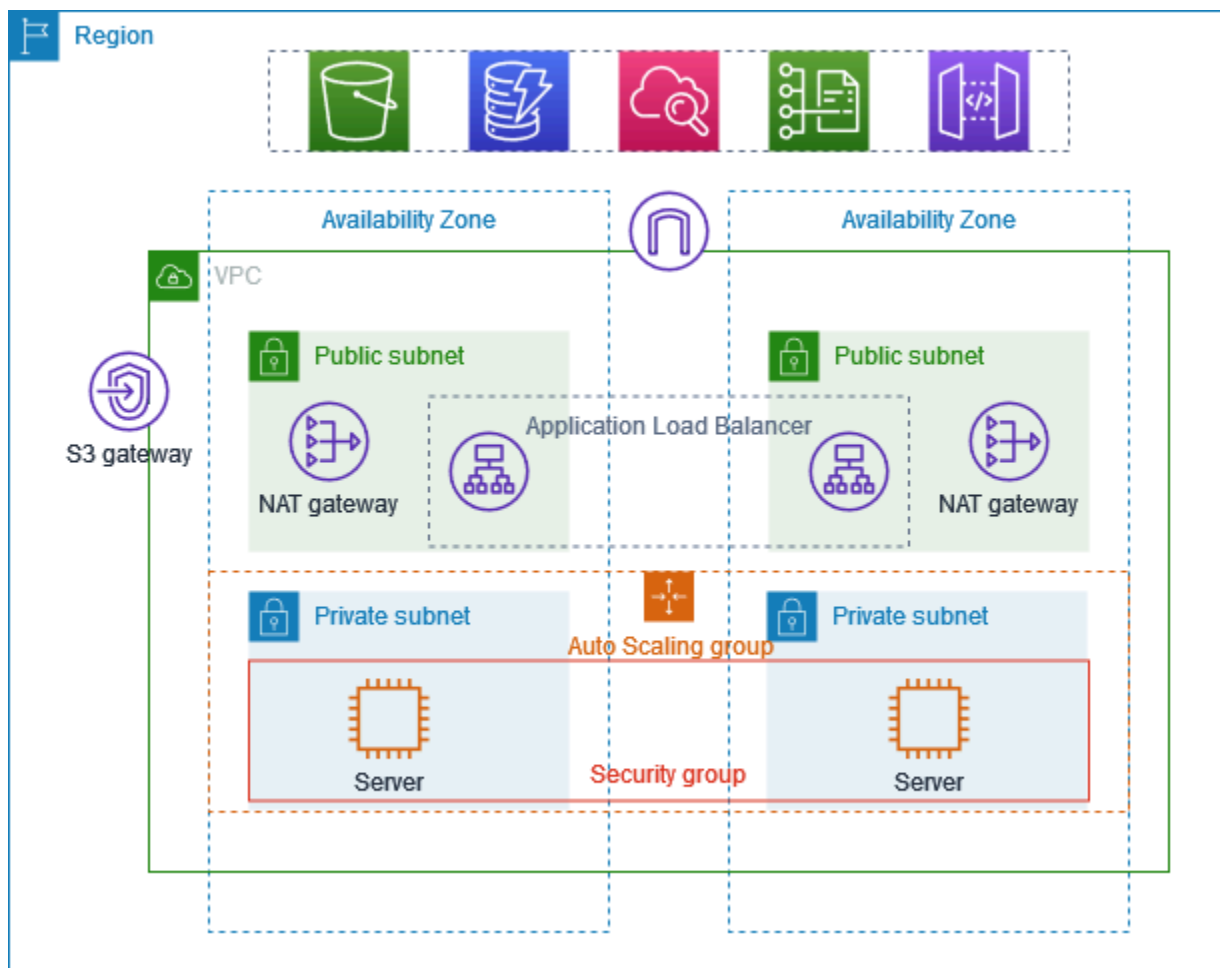 Region
Availability Zone
Availability Zone
VPC
Public subnet
Public subnet
Application Load Balancer
S3 gateway
NAT gateway
NAT gateway
Private subnet
Private subnet
Auto Scaling group
Security group
Server
Server